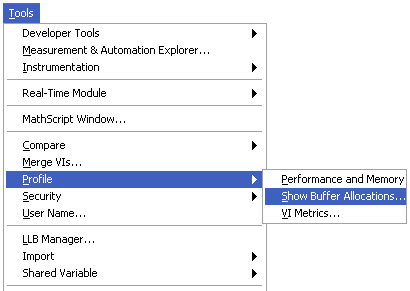 Tools
Developer Tools
Measurement & Automation Explorer...
Instrumentation
Real-Time Module
MathScript Window...
Compare
Merge VIs...
Profile
Performance and Memory
Security
Show Buffer Allocations...
User Name...
VI Metrics...
LLB Manager...
Import
Shared Variable